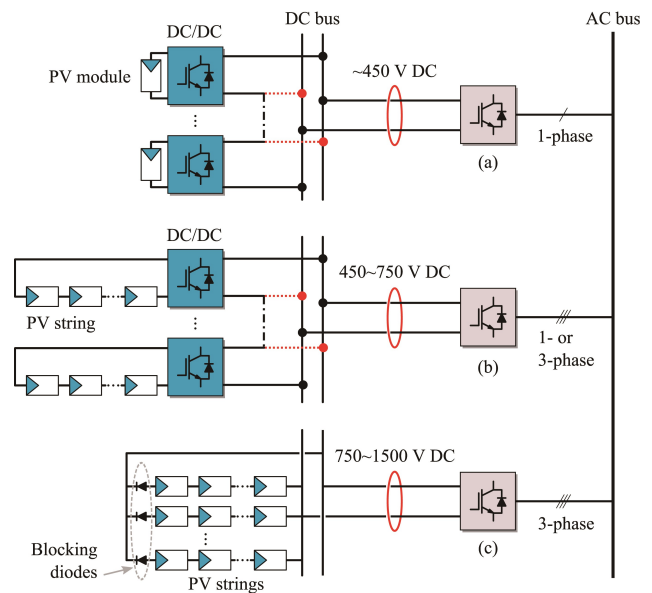 DC bus
AC bus
DC/DC
PV module
~450 V DC
1-phase
(a)
DC/DC
450~750 V DC
PV string
1- or
3-phase
(b)
750~1500 V DC
3-phase
(c)
Blocking
diodes
PV strings